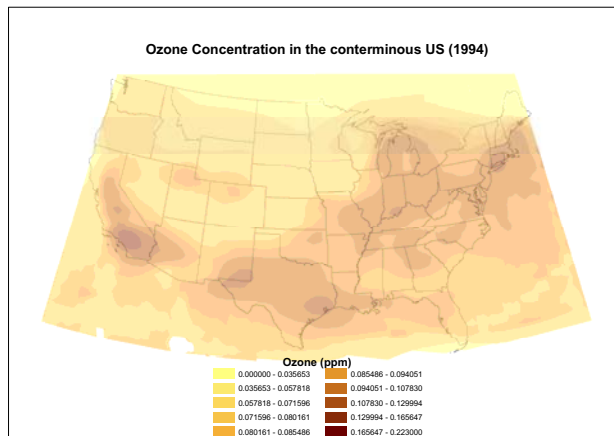 Ozone Concentration in the conterminous US (1994)
Ozone (ppm)
0.000000 - 0.035653
0.035653 - 0.057818
0.057818 - 0.071596
0.071596 - 0.080161
0.080161 - 0.085486
0.085486 - 0.094051
0.094051 - 0.107830
0.107830 - 0.129994
0.129994 - 0.165647
0.165647 - 0.223000